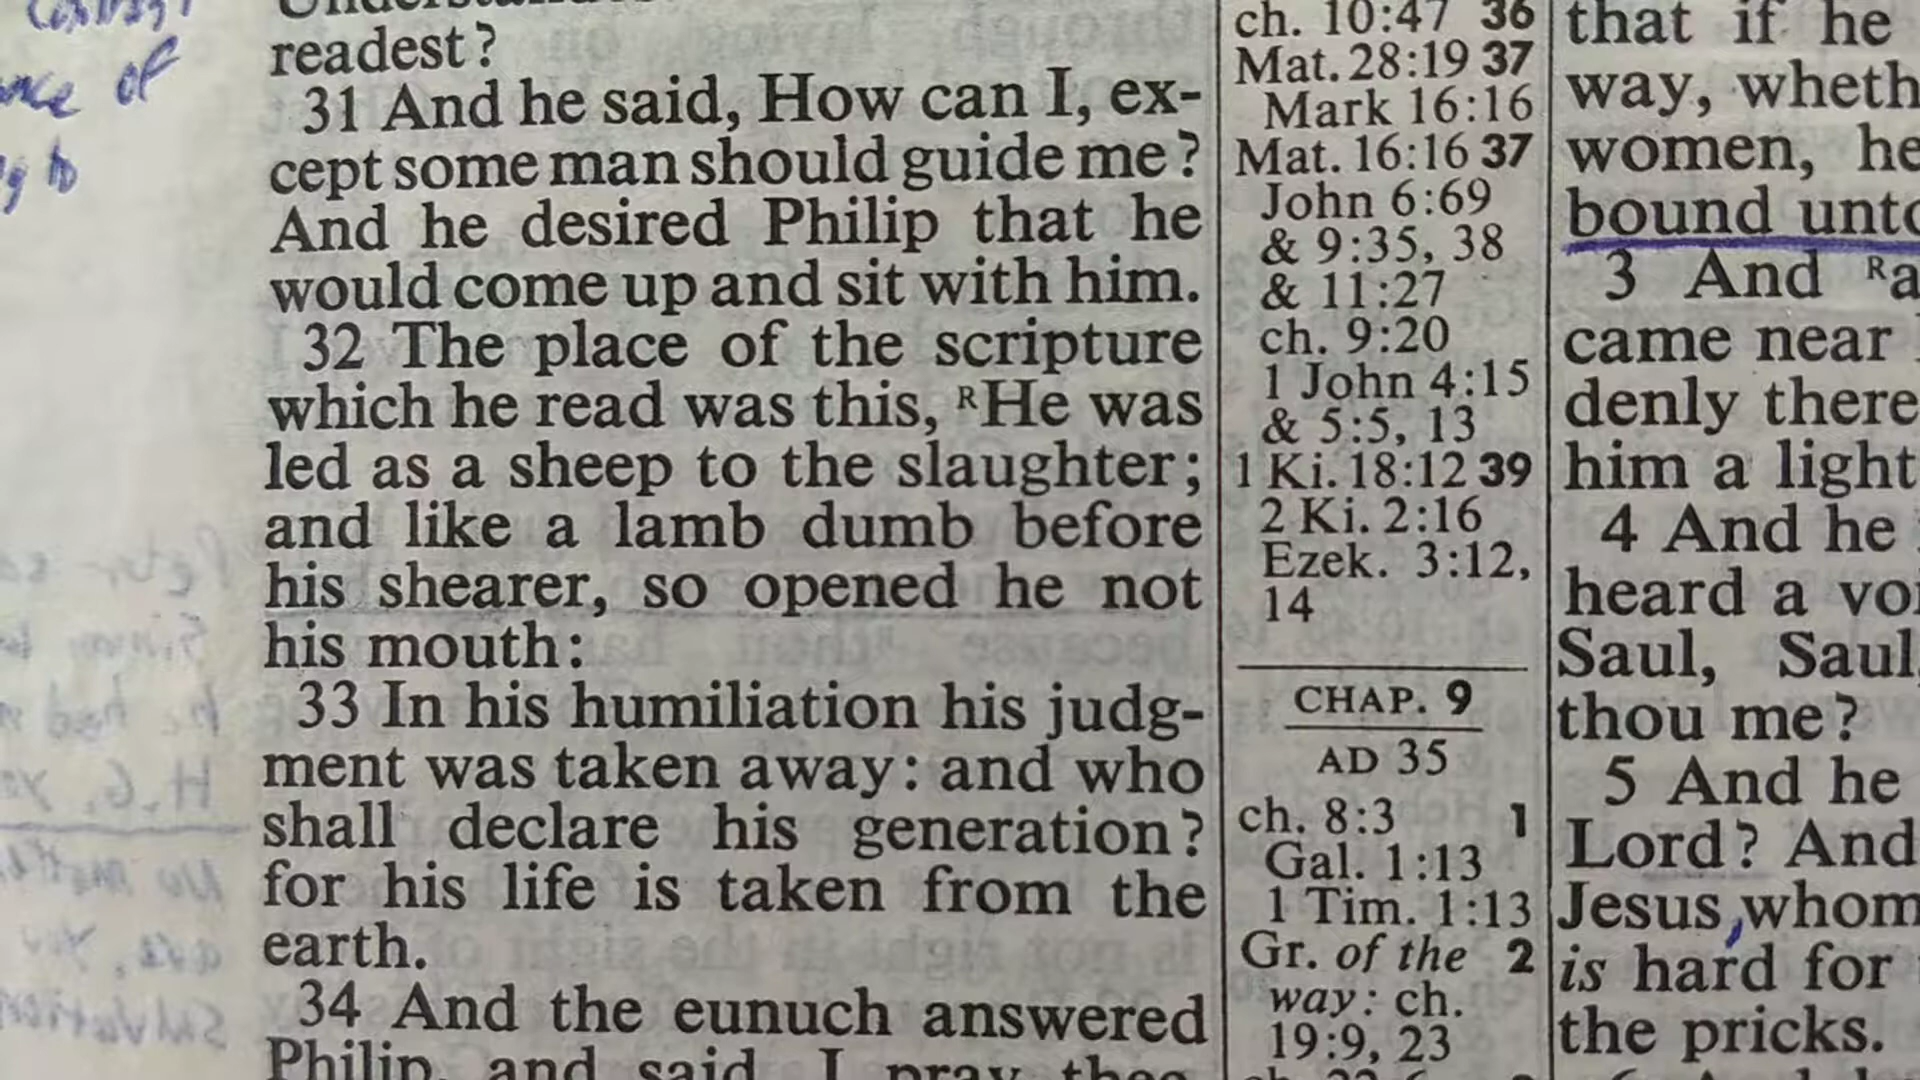 ance of
readest?
31 And he said, How can I, ex-
cept some man should guide me?
And he desired Philip that he
would come up and sit with him.
32 The place of the scripture
which he read was this, ᴿHe was
led as a sheep to the slaughter;
and like a lamb dumb before
his shearer, so opened he not
his mouth:
33 In his humiliation his judg-
ment was taken away: and who
shall declare his generation?
for his life is taken from the
earth.
34 And the eunuch answered
Philip, and said, I pray thee,
ch. 10:47 36
Mat. 28:19 37
Mark 16:16
Mat. 16:16 37
John 6:69
& 9:35, 38
& 11:27
ch. 9:20
1 John 4:15
& 5:5, 13
1 Ki. 18:12 39
2 Ki. 2:16
Ezek. 3:12,
14
CHAP. 9
AD 35
ch. 8:3 1
Gal. 1:13
1 Tim. 1:13
Gr. of the 2
way: ch.
19:9, 23
that if he
way, wheth
women, he
bound unto
3 And ᴿa
came near
denly there
him a light
4 And he
heard a voi
Saul, Saul,
thou me?
5 And he
Lord? And
Jesus, whom
is hard for
the pricks.